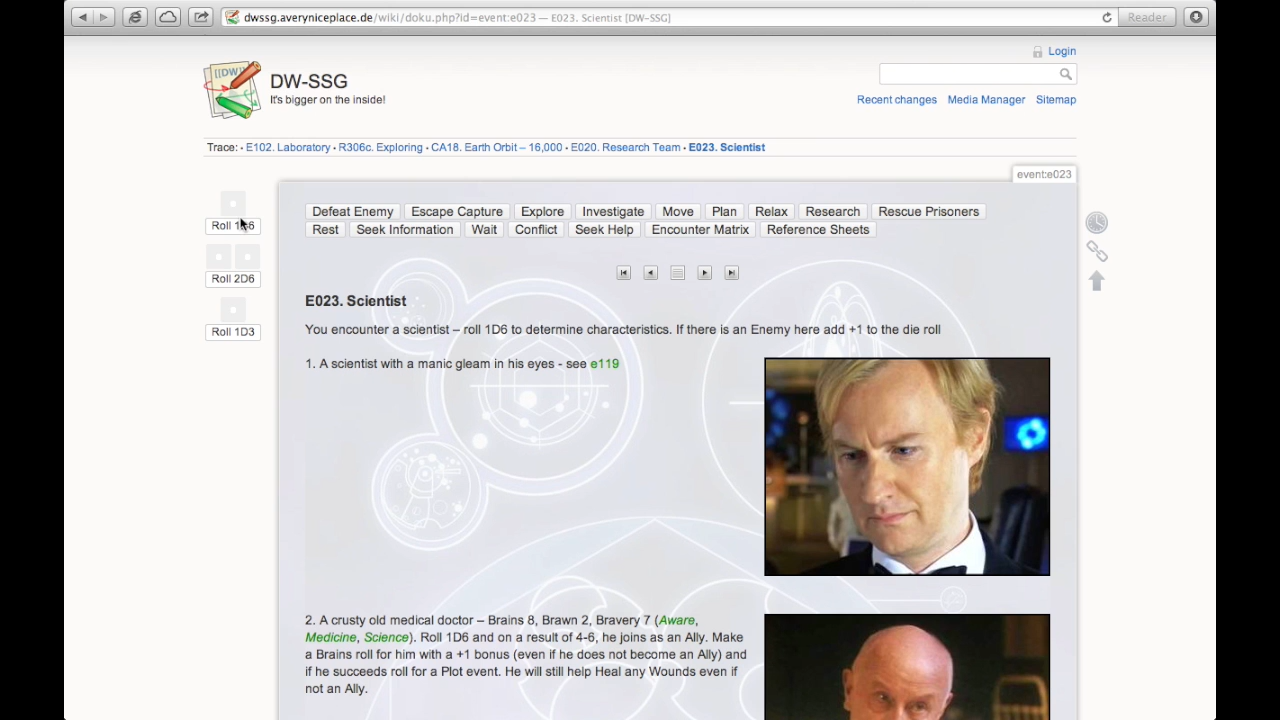 dwssg.averyniceplace.de/wiki/doku.php?id=event:e023 — E023. Scientist [DW-SSG]
Reader
Login
[[DW]]
DW-SSG
It's bigger on the inside!
Recent changes Media Manager Sitemap
Trace: • E102. Laboratory • R306c. Exploring • CA18. Earth Orbit – 16,000 • E020. Research Team • E023. Scientist
event:e023
Defeat Enemy Escape Capture Explore Investigate Move Plan Relax Research Rescue Prisoners
Rest Seek Information Wait Conflict Seek Help Encounter Matrix Reference Sheets
Roll 1D6
Roll 2D6
Roll 1D3
E023. Scientist
You encounter a scientist – roll 1D6 to determine characteristics. If there is an Enemy here add +1 to the die roll
1. A scientist with a manic gleam in his eyes - see e119
2. A crusty old medical doctor – Brains 8, Brawn 2, Bravery 7 (Aware,
Medicine, Science). Roll 1D6 and on a result of 4-6, he joins as an Ally. Make
a Brains roll for him with a +1 bonus (even if he does not become an Ally) and
if he succeeds roll for a Plot event. He will still help Heal any Wounds even if
not an Ally.